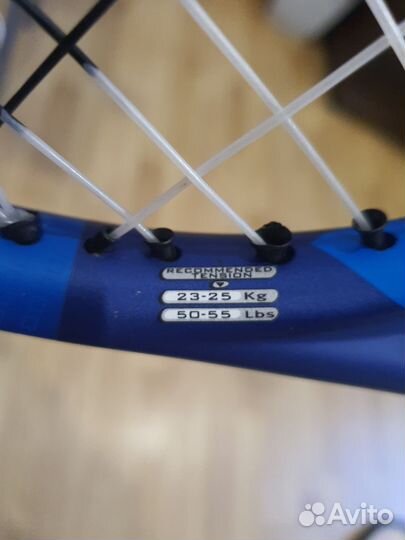 RECOMMENDED
TENSION
23-25 Kg
50-55 Lbs
Avito